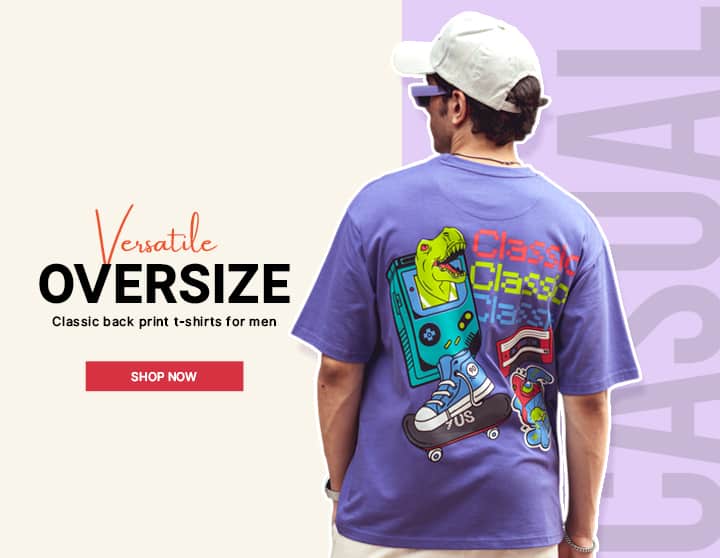 Versatile
OVERSIZE
Classic back print t-shirts for men
SHOP NOW
Classic
Classic
Classic
YUS
CASUAL